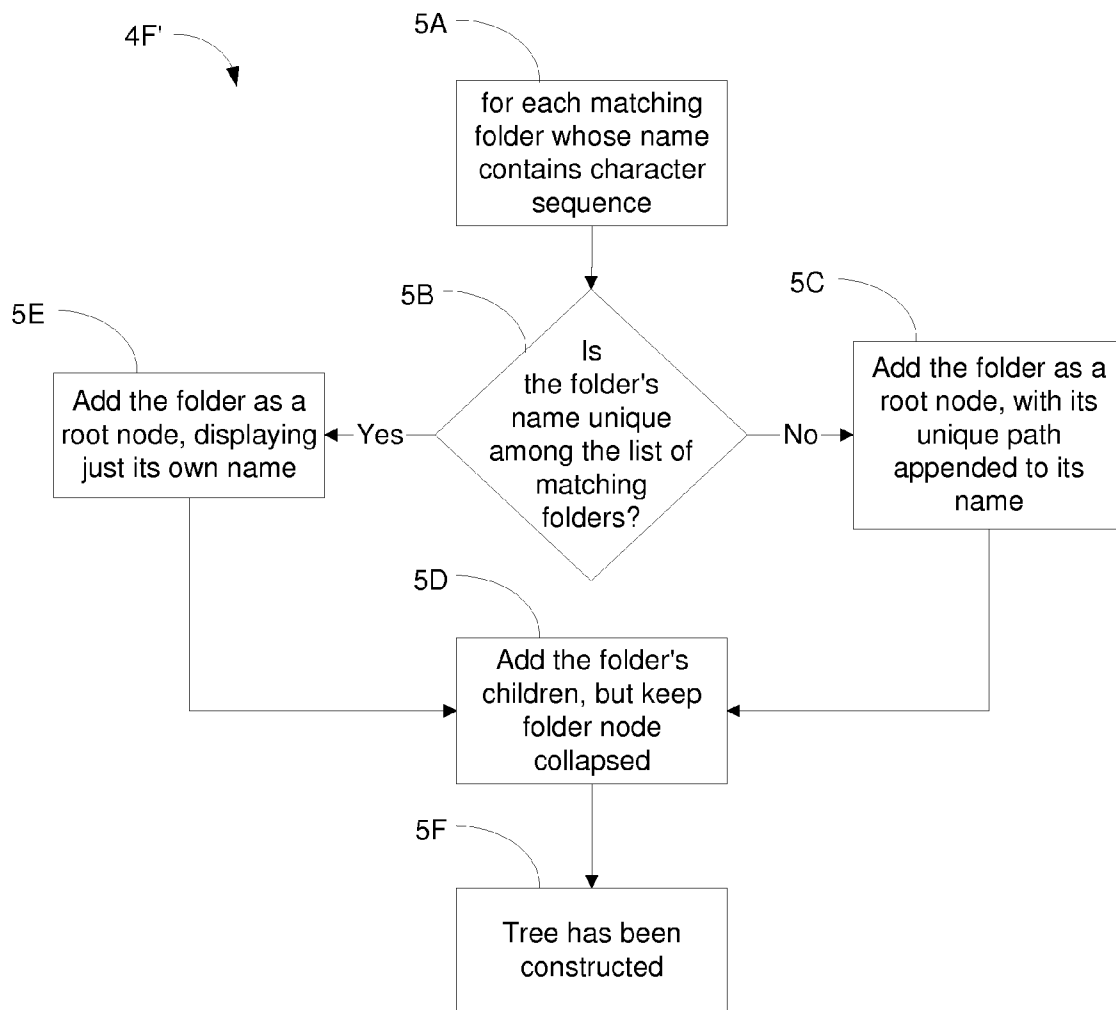 4F'
5A
for each matching
folder whose name
contains character
sequence
5B
Is
the folder's
name unique
among the list of
matching
folders?
5C
5E
Add the folder as a
root node, displaying
just its own name
Yes
No
Add the folder as a
root node, with its
unique path
appended to its
name
5D
Add the folder's
children, but keep
folder node
collapsed
5F
Tree has been
constructed